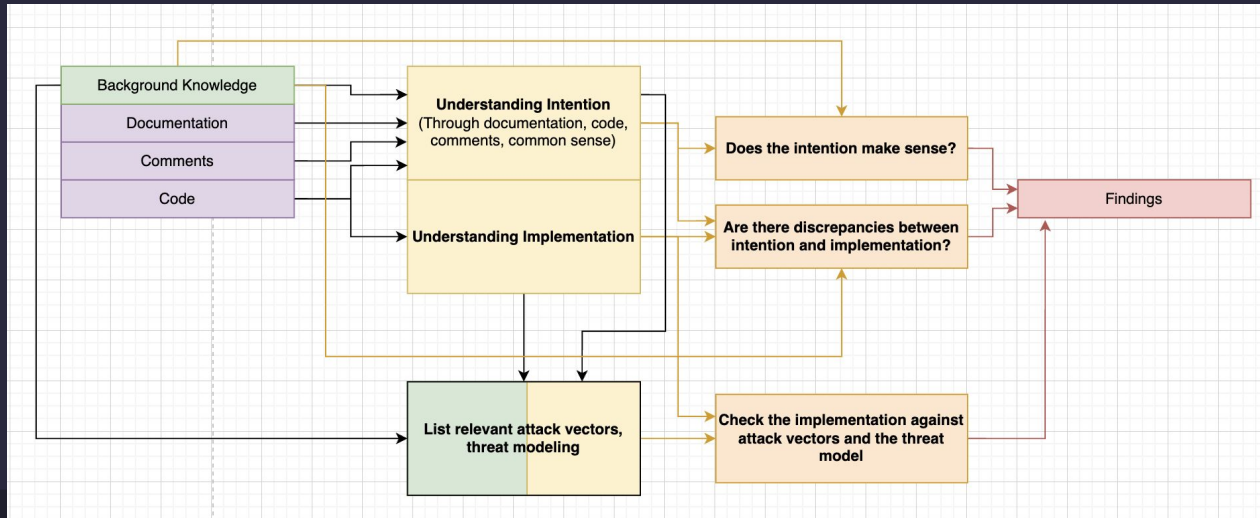 Background Knowledge
Documentation
Comments
Code
Understanding Intention
(Through documentation, code,
comments, common sense)
Understanding Implementation
Does the intention make sense?
Are there discrepancies between
intention and implementation?
Findings
List relevant attack vectors,
threat modeling
Check the implementation against
attack vectors and the threat
model